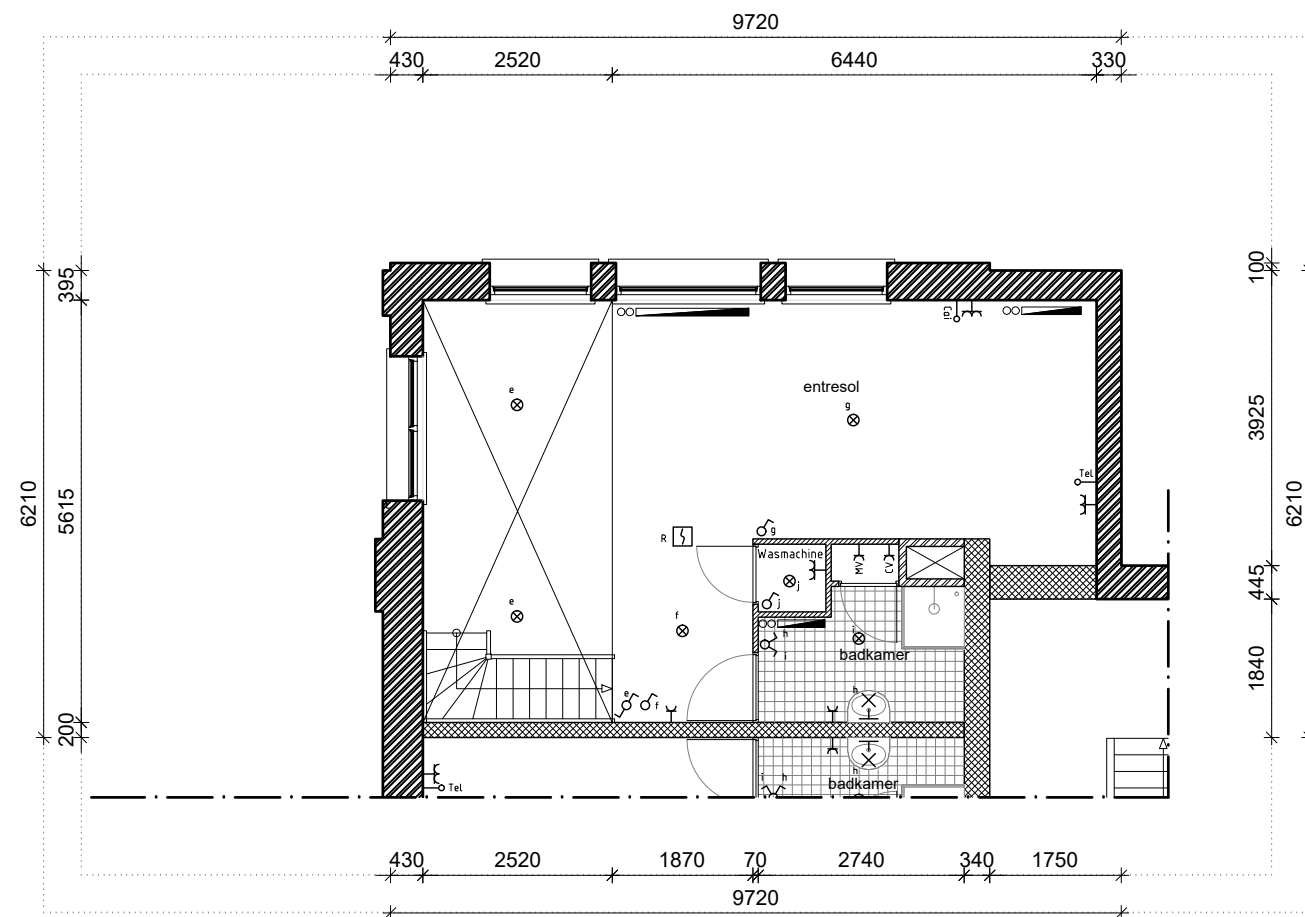 9720
430 2520 6440 330
395
100
6210
5615
3925
6210
445
1840
200
Cai
e
entresol
g
Tel
R
g
Wasmachine
MV
CV
j
j
e
f
h
i
i
badkamer
h
e
f
h
i h
badkamer
Tel
430 2520 1870 70 2740 340 1750
9720